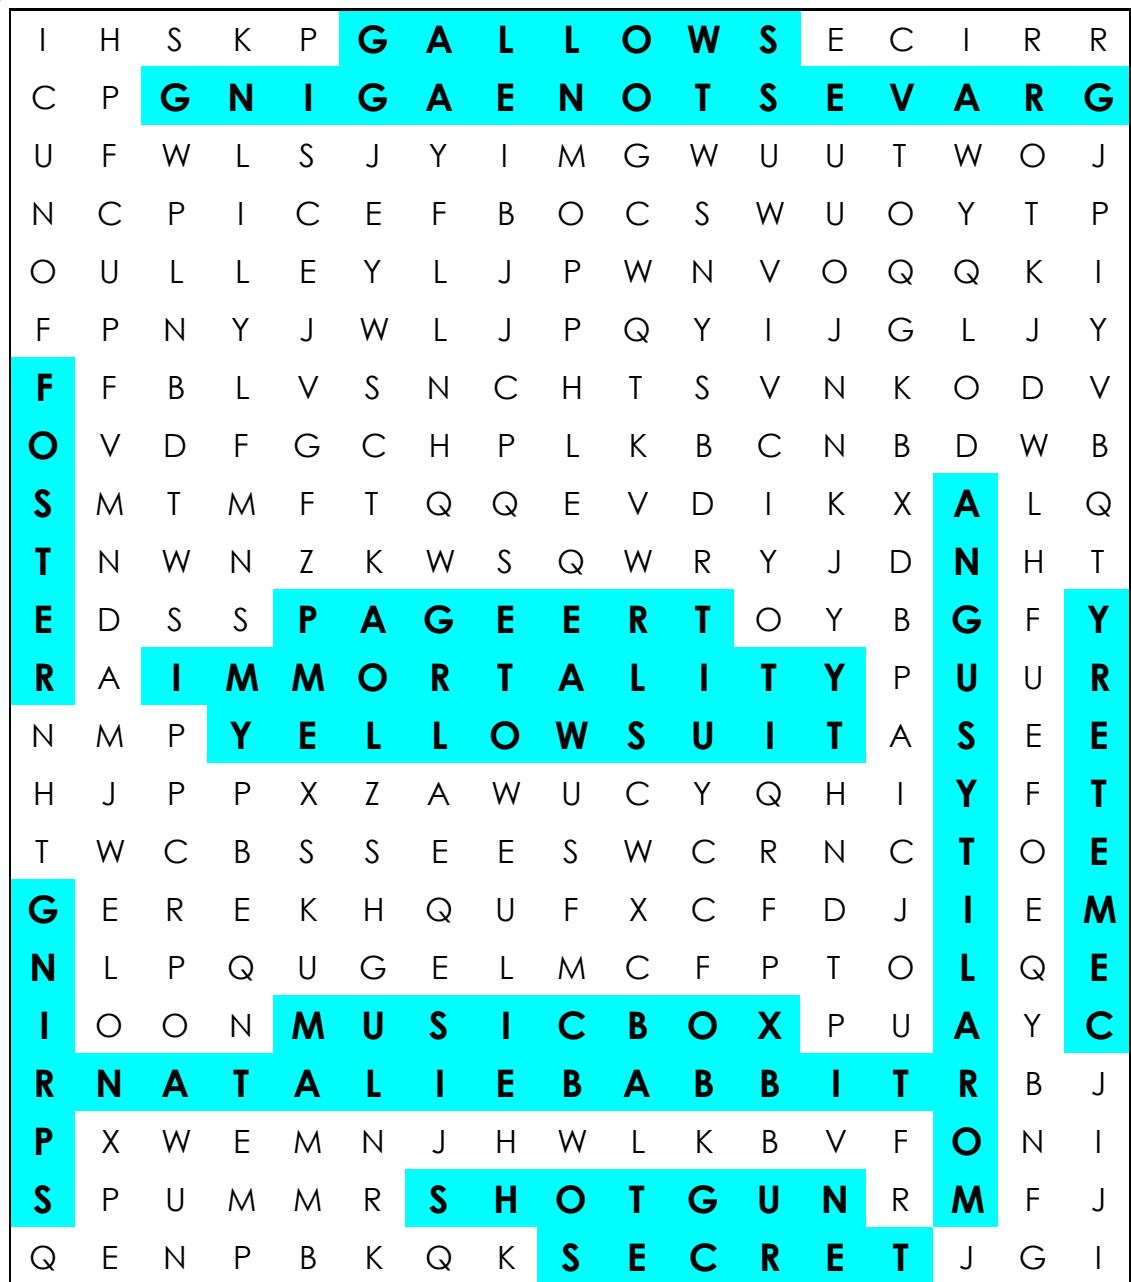 I H S K P G A L L O W S E C I R R
C P G N I G A E N O T S E V A R G
U F W L S J Y I M G W U U T W O J
N C P I C E F B O C S W U O Y T P
O U L L E Y L J P W N V O Q Q K I
F P N Y J W L J P Q Y I J G L J Y
F F B L V S N C H T S V N K O D V
O V D F G C H P L K B C N B D W B
S M T M F T Q Q E V D I K X A L Q
T N W N Z K W S Q W R Y J D N H T
E D S S P A G E E R T O Y B G F Y
R A I M M O R T A L I T Y P U U R
N M P Y E L L O W S U I T A S E E
H J P P X Z A W U C Y Q H I Y F T
T W C B S S E E S W C R N C T O E
G E R E K H Q U F X C F D J I E M
N L P Q U G E L M C F P T O L Q E
I O O N M U S I C B O X P U A Y C
R N A T A L I E B A B B I T R B J
P X W E M N J H W L K B V F O N I
S P U M M R S H O T G U N R M F J
Q E N P B K Q K S E C R E T J G I